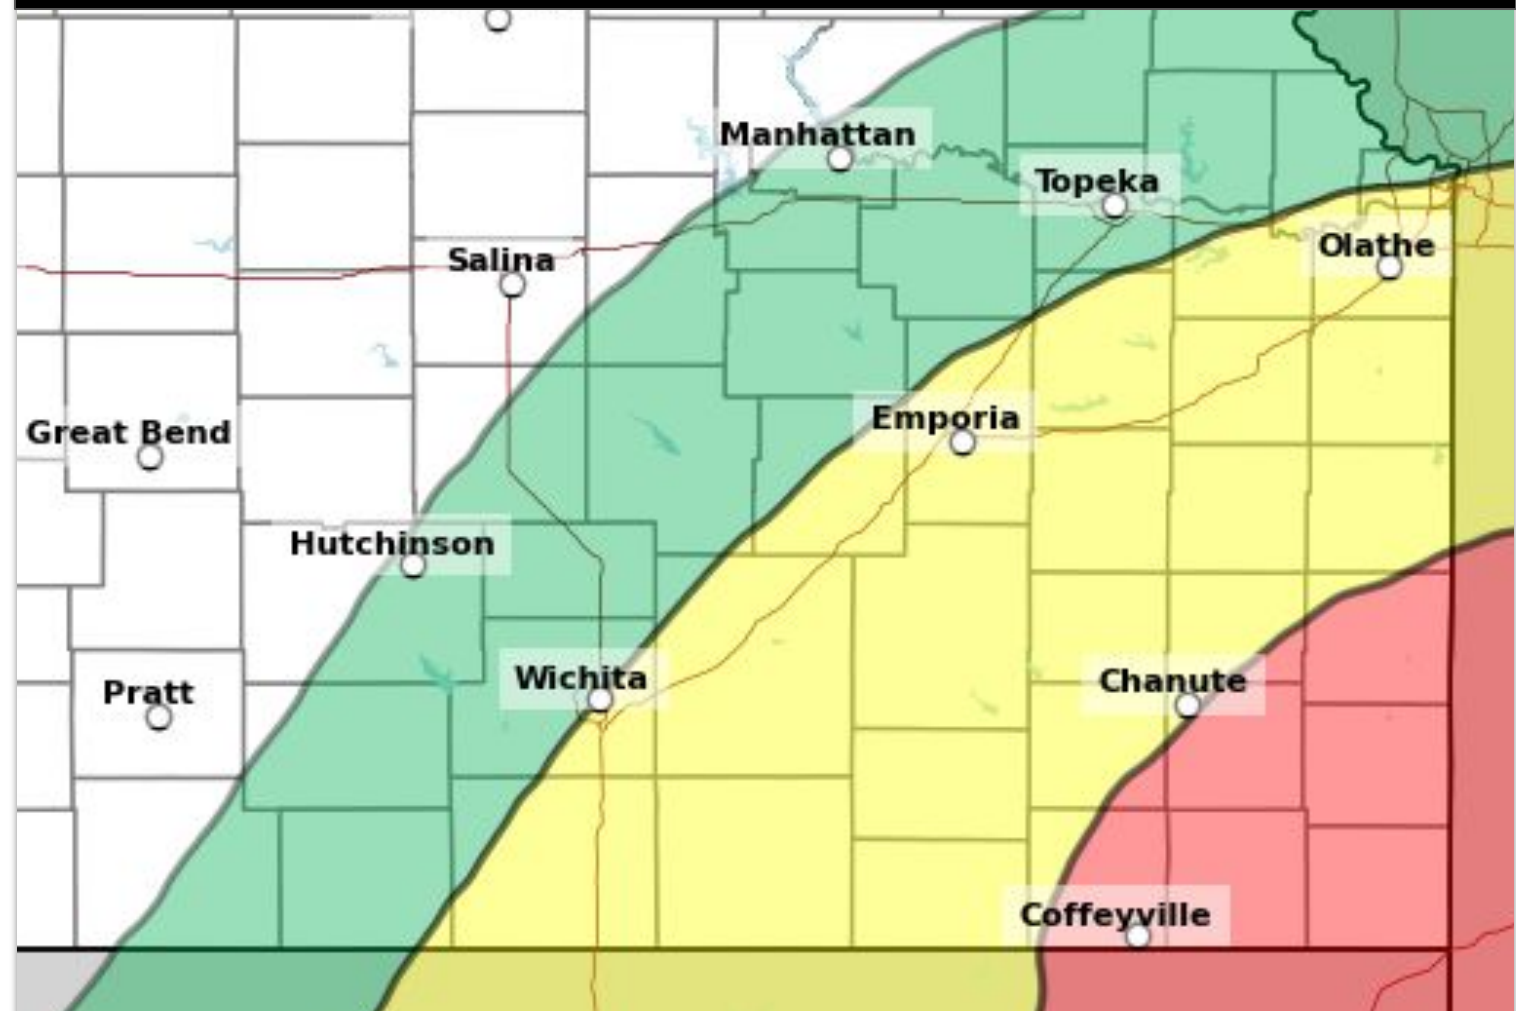 Manhattan
Topeka
Olathe
Salina
Emporia
Great Bend
Hutchinson
Wichita
Chanute
Pratt
Coffeyville